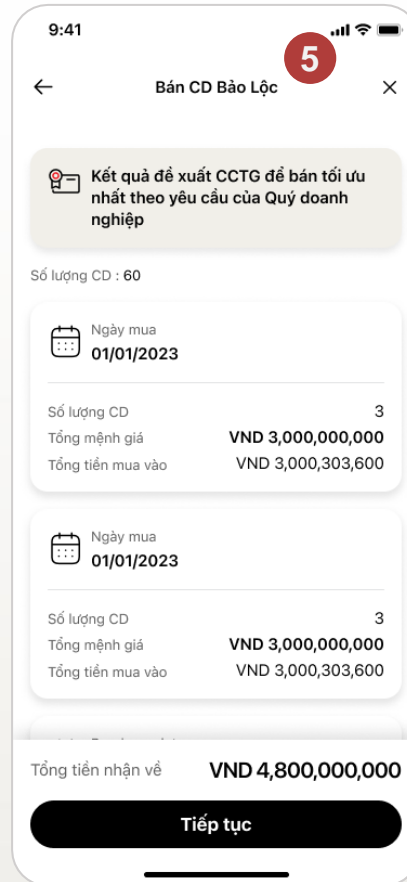 9:41
5
Bán CD Bảo Lộc
Kết quả đề xuất CCTG để bán tối ưu
nhất theo yêu cầu của Quý doanh
nghiệp
Số lượng CD : 60
Ngày mua
01/01/2023
Số lượng CD 3
Tổng mệnh giá VND 3,000,000,000
Tổng tiền mua vào VND 3,000,303,600
Ngày mua
01/01/2023
Số lượng CD 3
Tổng mệnh giá VND 3,000,000,000
Tổng tiền mua vào VND 3,000,303,600
Tổng tiền nhận về VND 4,800,000,000
Tiếp tục